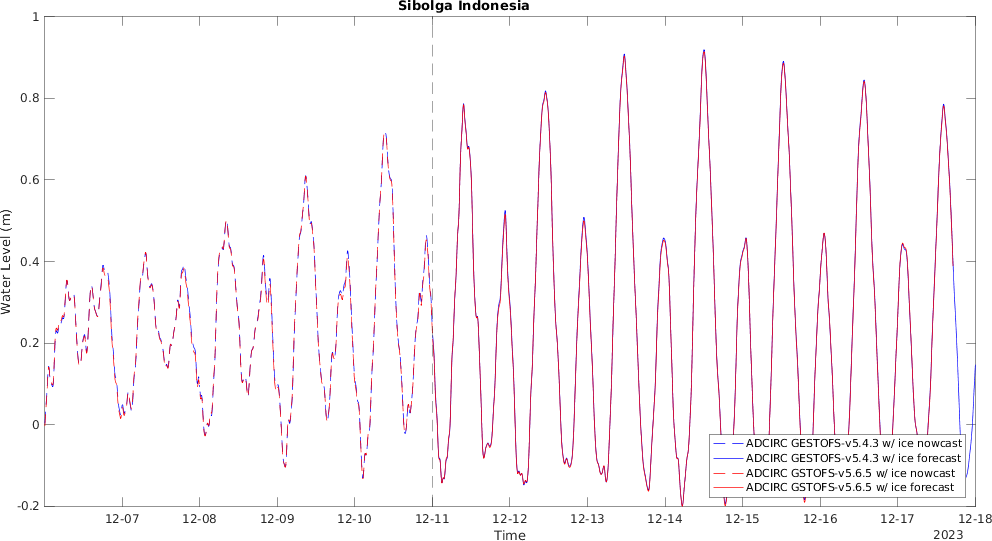 Sibolga Indonesia
1
0.8
0.6
0.4
0.2
0
-0.2
Water Level (m)
ADCIRC GESTOFS-v5.4.3 w/ ice nowcast
ADCIRC GESTOFS-v5.4.3 w/ ice forecast
ADCIRC GSTOFS-v5.6.5 w/ ice nowcast
ADCIRC GSTOFS-v5.6.5 w/ ice forecast
12-07 12-08 12-09 12-10 12-11 12-12 12-13 12-14 12-15 12-16 12-17 12-18
Time
2023